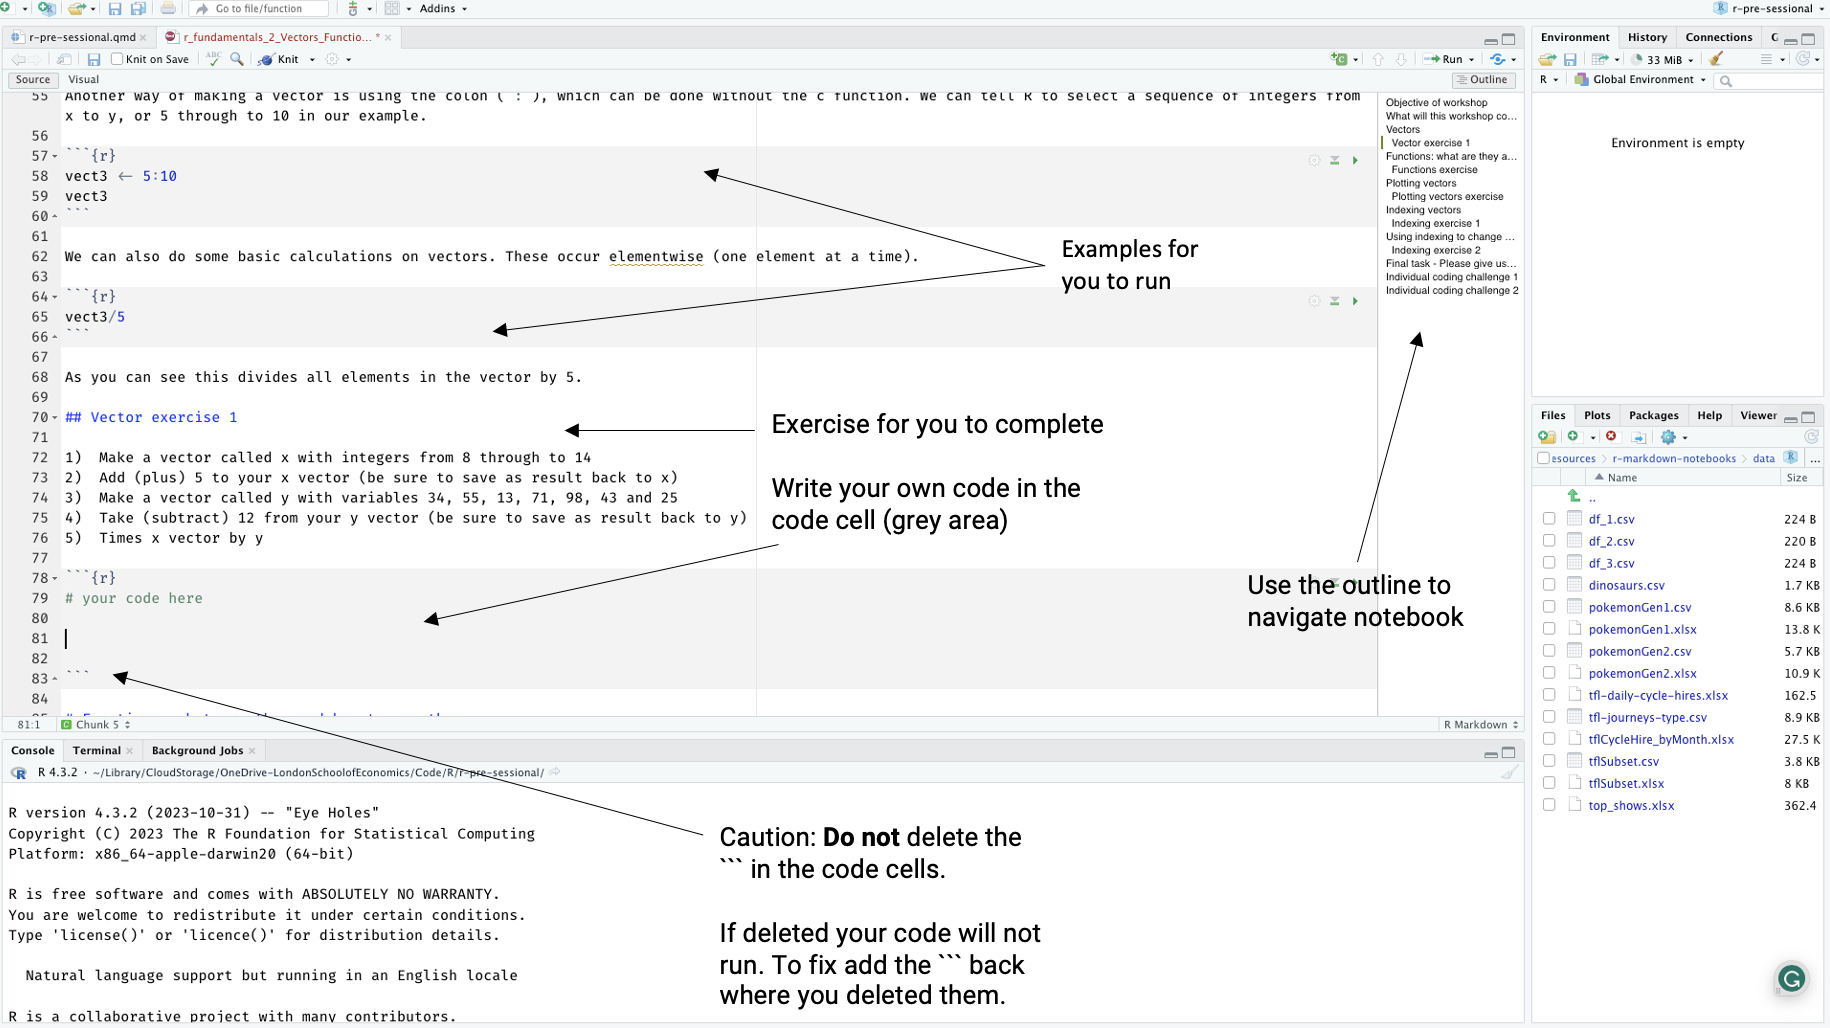 Go to file/function
Addins
r-pre-sessional
r-pre-sessional.qmd
r_fundamentals_2_Vectors_Functio... *
Knit on Save
ABC
Knit
Run
Source
Visual
Outline
55 Another way of making a vector is using the colon ( : ), which can be done without the c function. We can tell R to select a sequence of integers from
x to y, or 5 through to 10 in our example.
56
57 ```{r}
58 vect3 <- 5:10
59 vect3
60 ```
61
62 We can also do some basic calculations on vectors. These occur elementwise (one element at a time).
63
64 ```{r}
65 vect3/5
66 ```
67
68 As you can see this divides all elements in the vector by 5.
69
70 ## Vector exercise 1
71
72 1) Make a vector called x with integers from 8 through to 14
73 2) Add (plus) 5 to your x vector (be sure to save as result back to x)
74 3) Make a vector called y with variables 34, 55, 13, 71, 98, 43 and 25
75 4) Take (subtract) 12 from your y vector (be sure to save as result back to y)
76 5) Times x vector by y
77
78 ```{r}
79 # your code here
80
81
82
83 ```
84
81:1
Chunk 5
R Markdown
Examples for
you to run
Exercise for you to complete
Write your own code in the
code cell (grey area)
Use the outline to
navigate notebook
Caution: Do not delete the
``` in the code cells.
If deleted your code will not
run. To fix add the ``` back
where you deleted them.
Objective of workshop
What will this workshop co...
Vectors
Vector exercise 1
Functions: what are they a...
Functions exercise
Plotting vectors
Plotting vectors exercise
Indexing vectors
Indexing exercise 1
Using indexing to change ...
Indexing exercise 2
Final task - Please give us...
Individual coding challenge 1
Individual coding challenge 2
Console
Terminal
Background Jobs
R 4.3.2 · ~/Library/CloudStorage/OneDrive-LondonSchoolofEconomics/Code/R/r-pre-sessional/
R version 4.3.2 (2023-10-31) -- "Eye Holes"
Copyright (C) 2023 The R Foundation for Statistical Computing
Platform: x86_64-apple-darwin20 (64-bit)
R is free software and comes with ABSOLUTELY NO WARRANTY.
You are welcome to redistribute it under certain conditions.
Type 'license()' or 'licence()' for distribution details.
Natural language support but running in an English locale
R is a collaborative project with many contributors.
Environment
History
Connections
33 MiB
R
Global Environment
Environment is empty
Files
Plots
Packages
Help
Viewer
esources > r-markdown-notebooks > data
...
Name
Size
..
df_1.csv 224 B
df_2.csv 220 B
df_3.csv 224 B
dinosaurs.csv 1.7 KB
pokemonGen1.csv 8.6 KB
pokemonGen1.xlsx 13.8 K
pokemonGen2.csv 5.7 KB
pokemonGen2.xlsx 10.9 K
tfl-daily-cycle-hires.xlsx 162.5
tfl-journeys-type.csv 8.9 KB
tflCycleHire_byMonth.xlsx 27.5 K
tflSubset.csv 3.8 KB
tflSubset.xlsx 8 KB
top_shows.xlsx 362.4